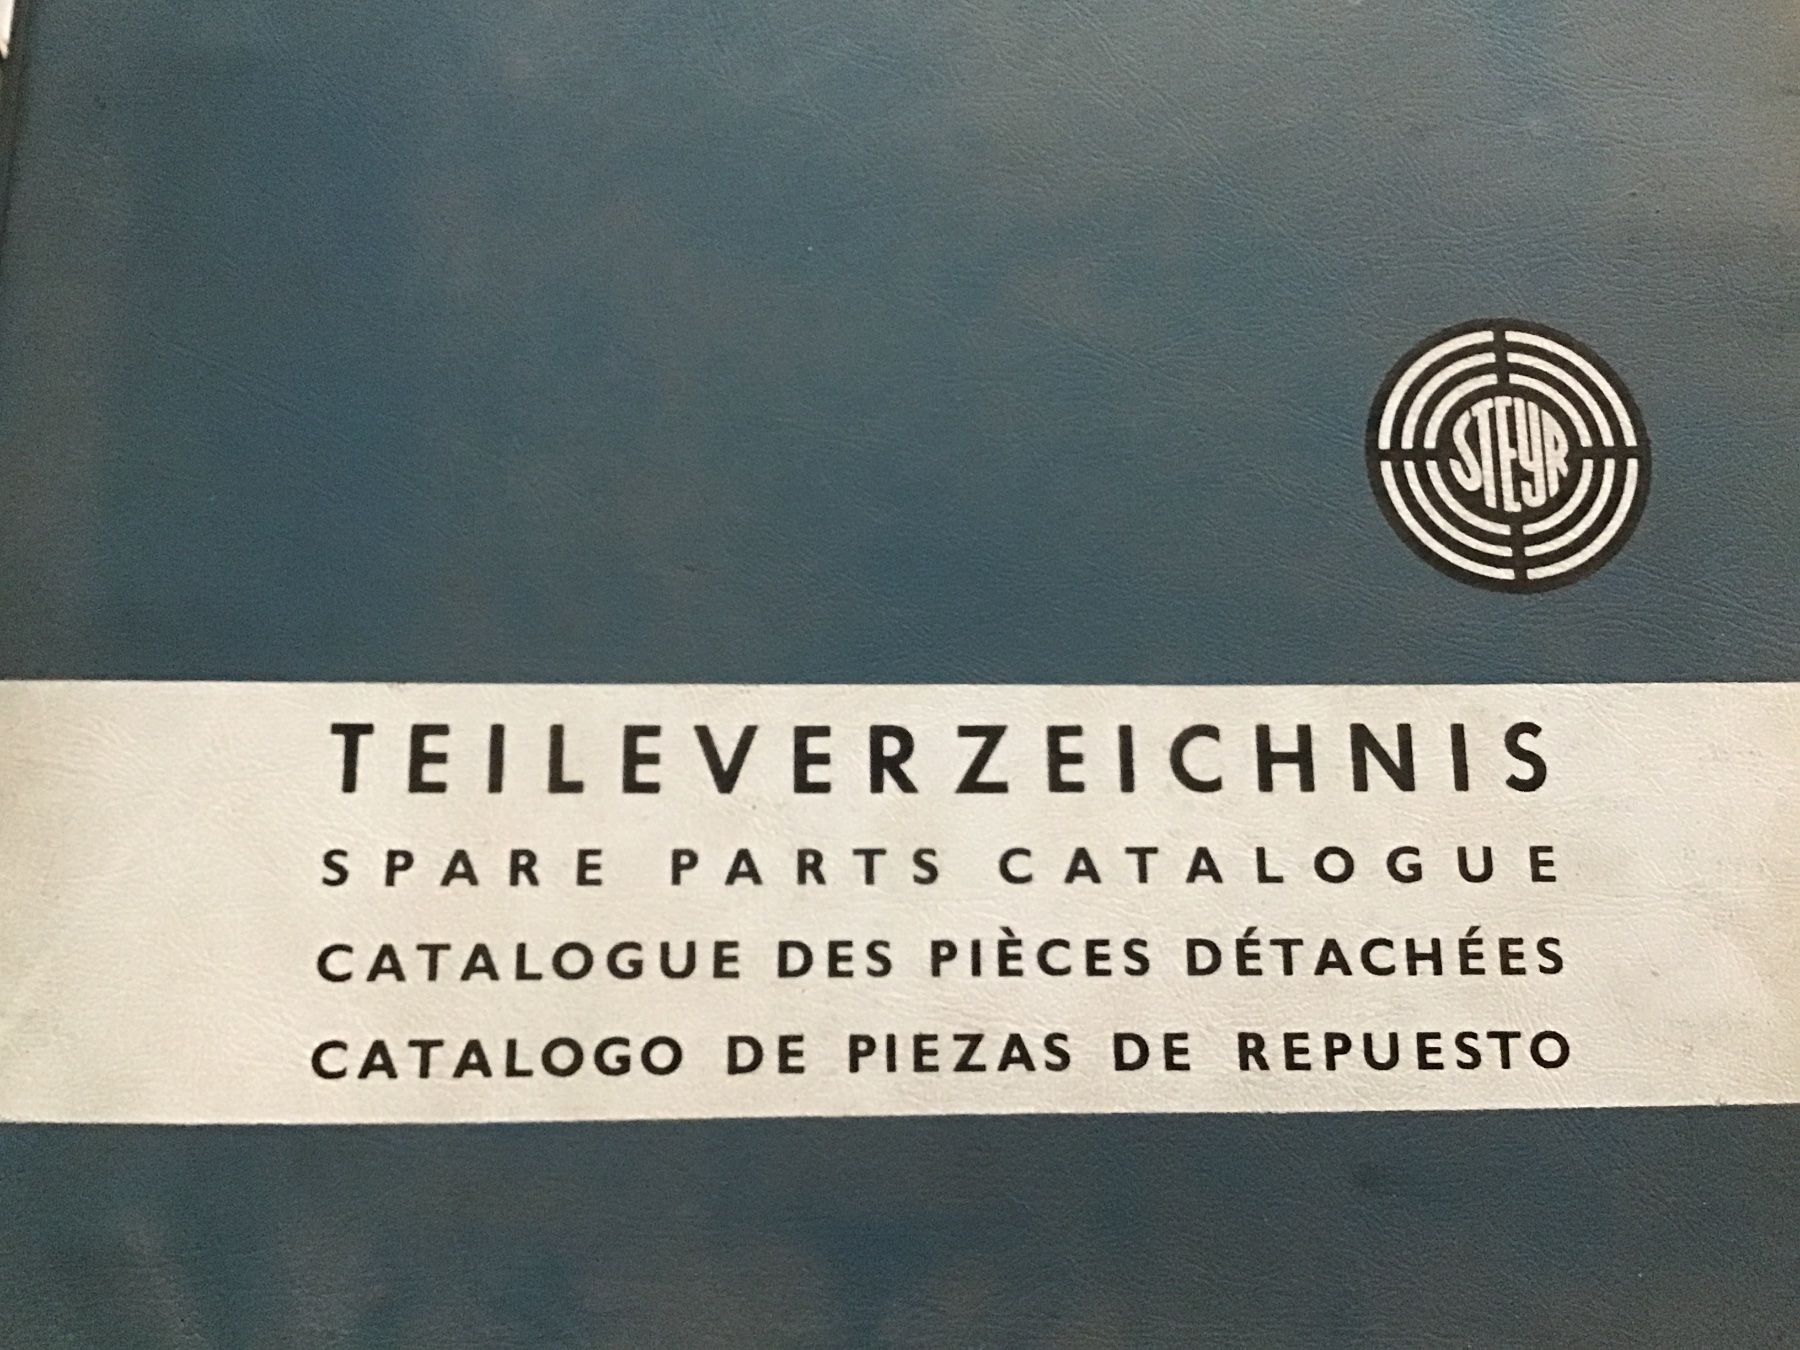 STEYR
TEILEVERZEICHNIS
SPARE PARTS CATALOGUE
CATALOGUE DES PIÈCES DÉTACHÉES
CATALOGO DE PIEZAS DE REPUESTO